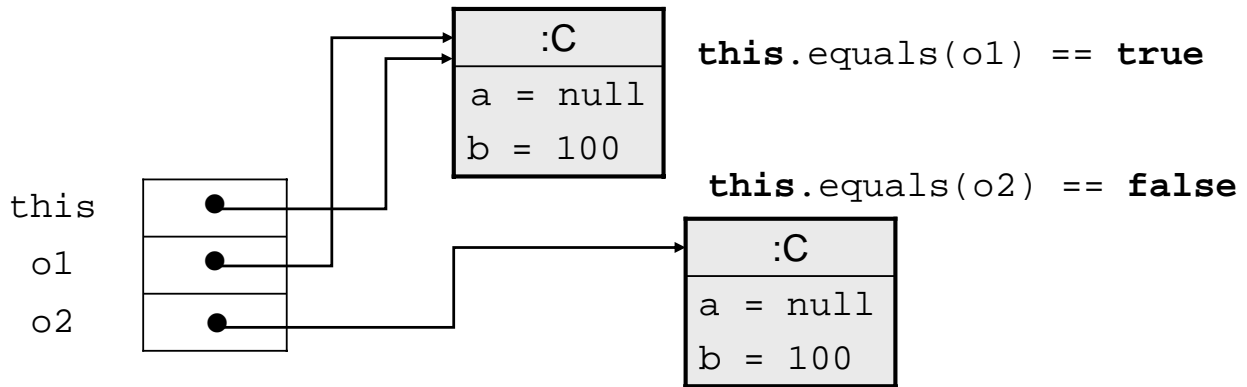 :C
this.equals(o1) == true
a = null
b = 100
this.equals(o2) == false
this
o1
o2
:C
a = null
b = 100